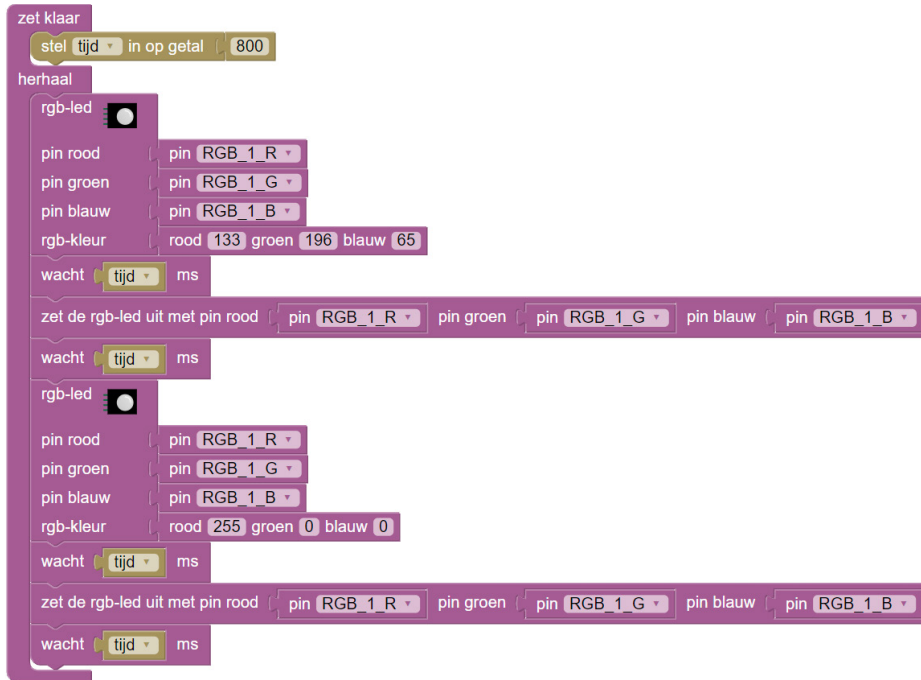 zet klaar
stel tijd in op getal 800
herhaal
rgb-led
pin rood pin RGB_1_R
pin groen pin RGB_1_G
pin blauw pin RGB_1_B
rgb-kleur rood 133 groen 196 blauw 65
wacht tijd ms
zet de rgb-led uit met pin rood pin RGB_1_R pin groen pin RGB_1_G pin blauw pin RGB_1_B
wacht tijd ms
rgb-led
pin rood pin RGB_1_R
pin groen pin RGB_1_G
pin blauw pin RGB_1_B
rgb-kleur rood 255 groen 0 blauw 0
wacht tijd ms
zet de rgb-led uit met pin rood pin RGB_1_R pin groen pin RGB_1_G pin blauw pin RGB_1_B
wacht tijd ms